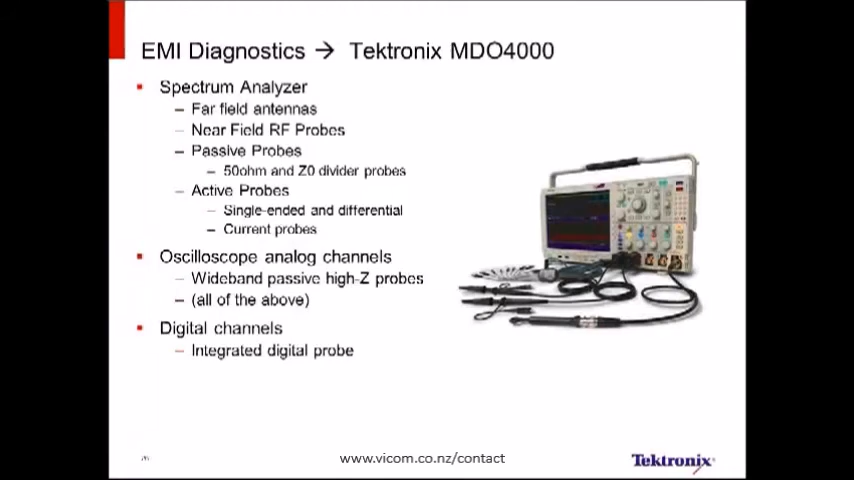 EMI Diagnostics → Tektronix MDO4000
▪ Spectrum Analyzer
– Far field antennas
– Near Field RF Probes
– Passive Probes
– 50ohm and Z0 divider probes
– Active Probes
– Single-ended and differential
– Current probes
▪ Oscilloscope analog channels
– Wideband passive high-Z probes
– (all of the above)
▪ Digital channels
– Integrated digital probe
www.vicom.co.nz/contact
Tektronix